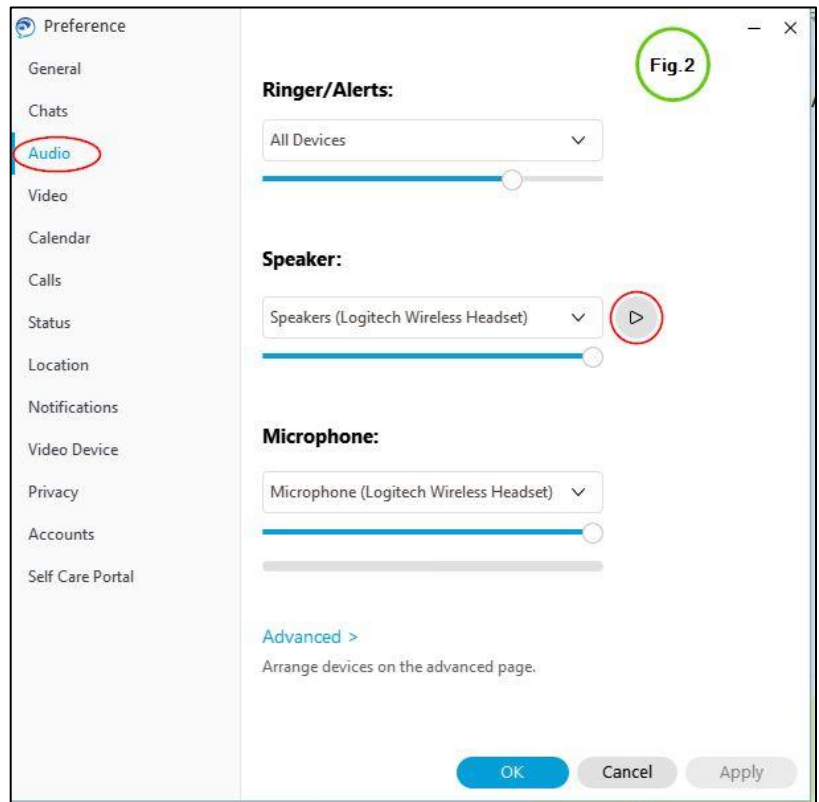 Preference
Fig.2
General
Chats
Audio
Video
Calendar
Calls
Status
Location
Notifications
Video Device
Privacy
Accounts
Self Care Portal
Ringer/Alerts:
All Devices
Speaker:
Speakers (Logitech Wireless Headset)
Microphone:
Microphone (Logitech Wireless Headset)
Advanced >
Arrange devices on the advanced page.
OK
Cancel
Apply